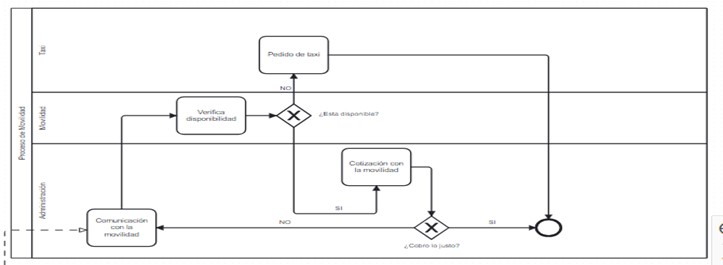 Proceso de Movilidad
Taxi
Pedido de taxi
NO
Movilidad
Verifica
disponibilidad
¿Esta disponible?
Administración
Cotización con
la movilidad
SI
Comunicación
con la
movilidad
NO
SI
¿Cobro lo justo?